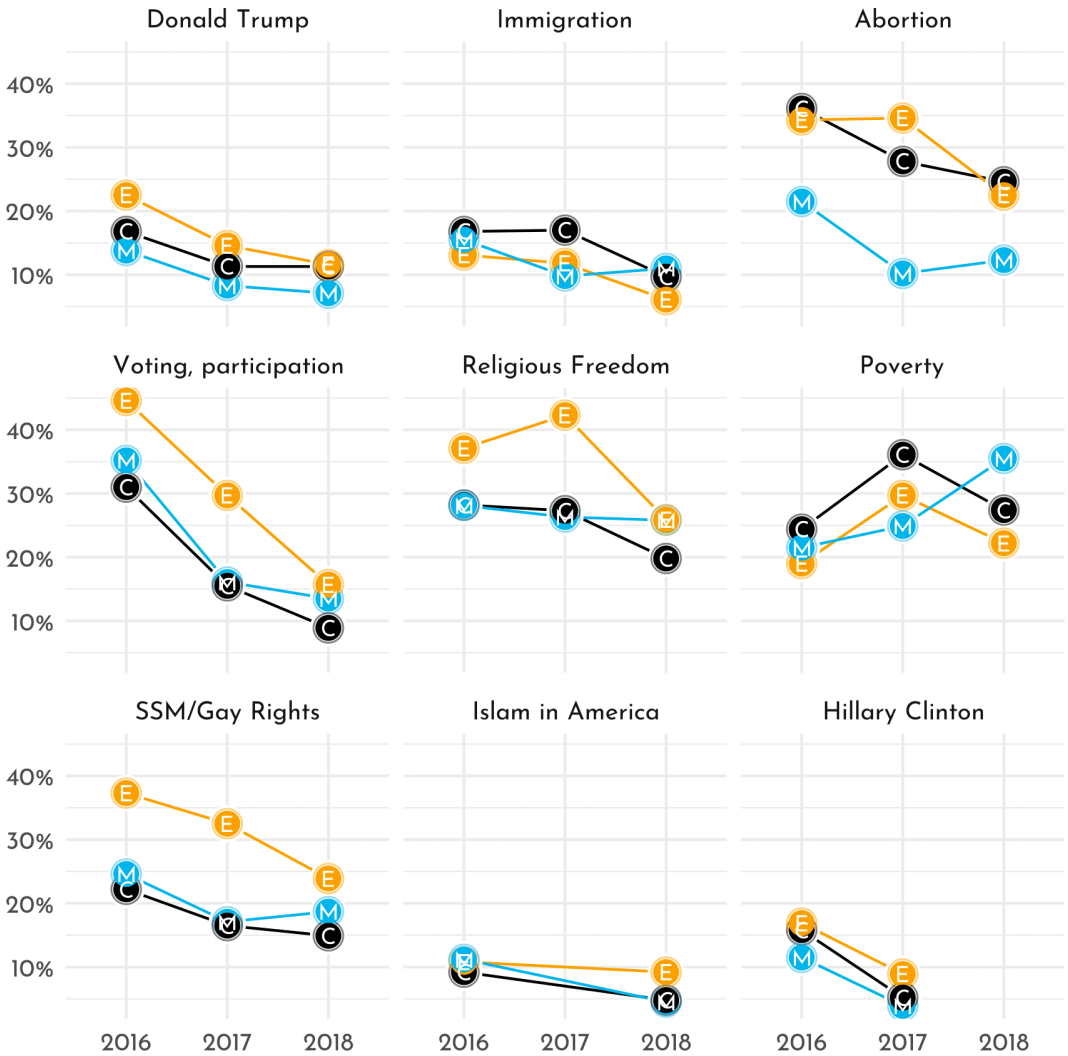 Donald Trump Immigration Abortion
40%
30%
20%
10%
E C M E C M E C M
C M E C M E C M E
C E M E C M C E M
Voting, participation Religious Freedom Poverty
40%
30%
20%
10%
E M C E M C E M C
E C M E C M E M C
C M E C E M M C E
SSM/Gay Rights Islam in America Hillary Clinton
40%
30%
20%
10%
E M C E M C E M C
M E C E C M
E C M E C M
2016 2017 2018 2016 2017 2018 2016 2017 2018